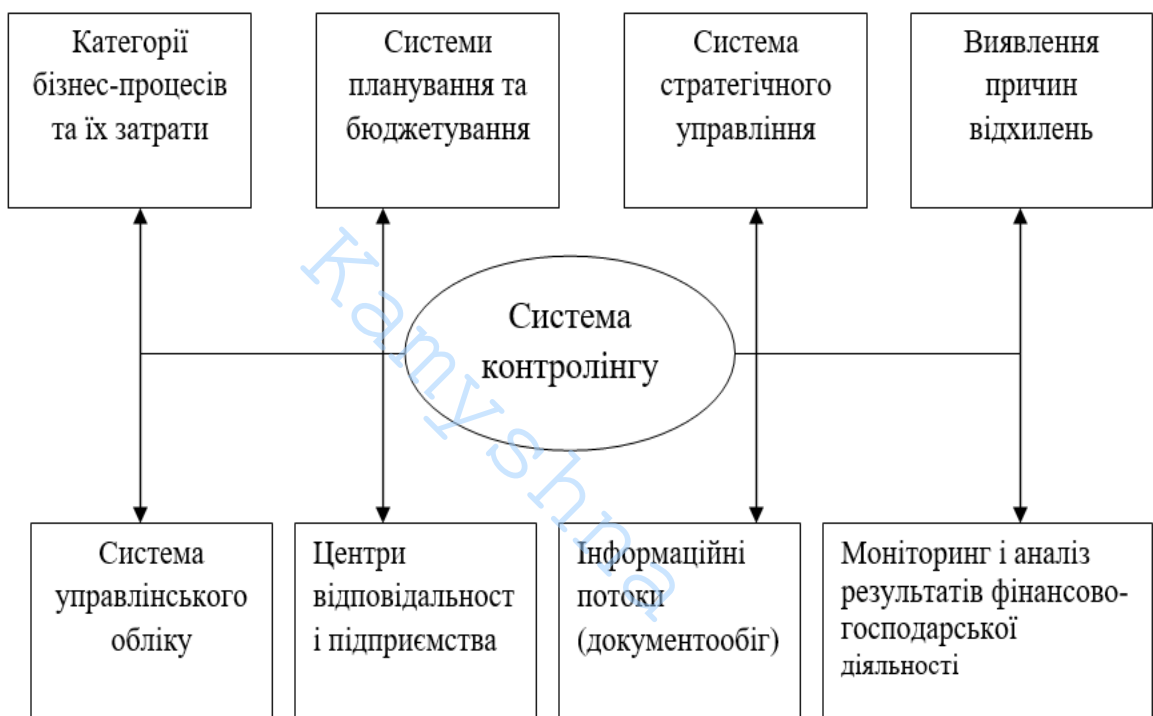 Категорії
бізнес-процесів
та їх затрати
Системи
планування та
бюджетування
Система
стратегічного
управління
Виявлення
причин
відхилень
Система
контролінгу
Kamyshna
Система
управлінського
обліку
Центри
відповідальност
і підприємства
Інформаційні
потоки
(документообіг)
Моніторинг і аналіз
результатів фінансово-
господарської
діяльності